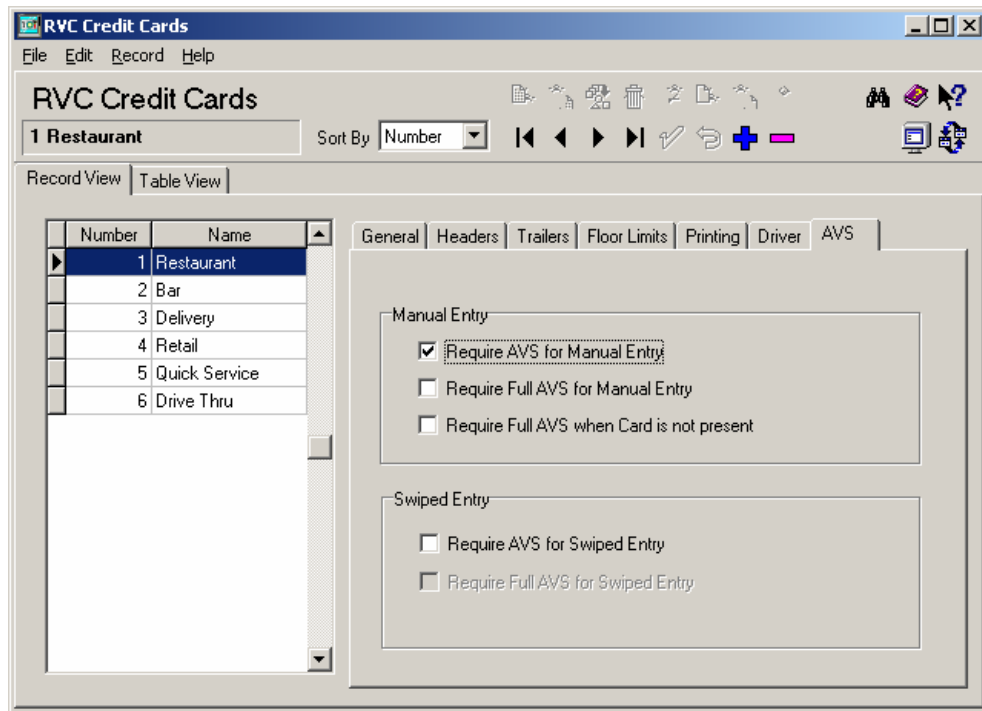 RVC Credit Cards
File Edit Record Help
RVC Credit Cards
1 Restaurant
Sort By Number
Record View Table View
Number Name
1 Restaurant
2 Bar
3 Delivery
4 Retail
5 Quick Service
6 Drive Thru
General Headers Trailers Floor Limits Printing Driver AVS
Manual Entry
Require AVS for Manual Entry
Require Full AVS for Manual Entry
Require Full AVS when Card is not present
Swiped Entry
Require AVS for Swiped Entry
Require Full AVS for Swiped Entry